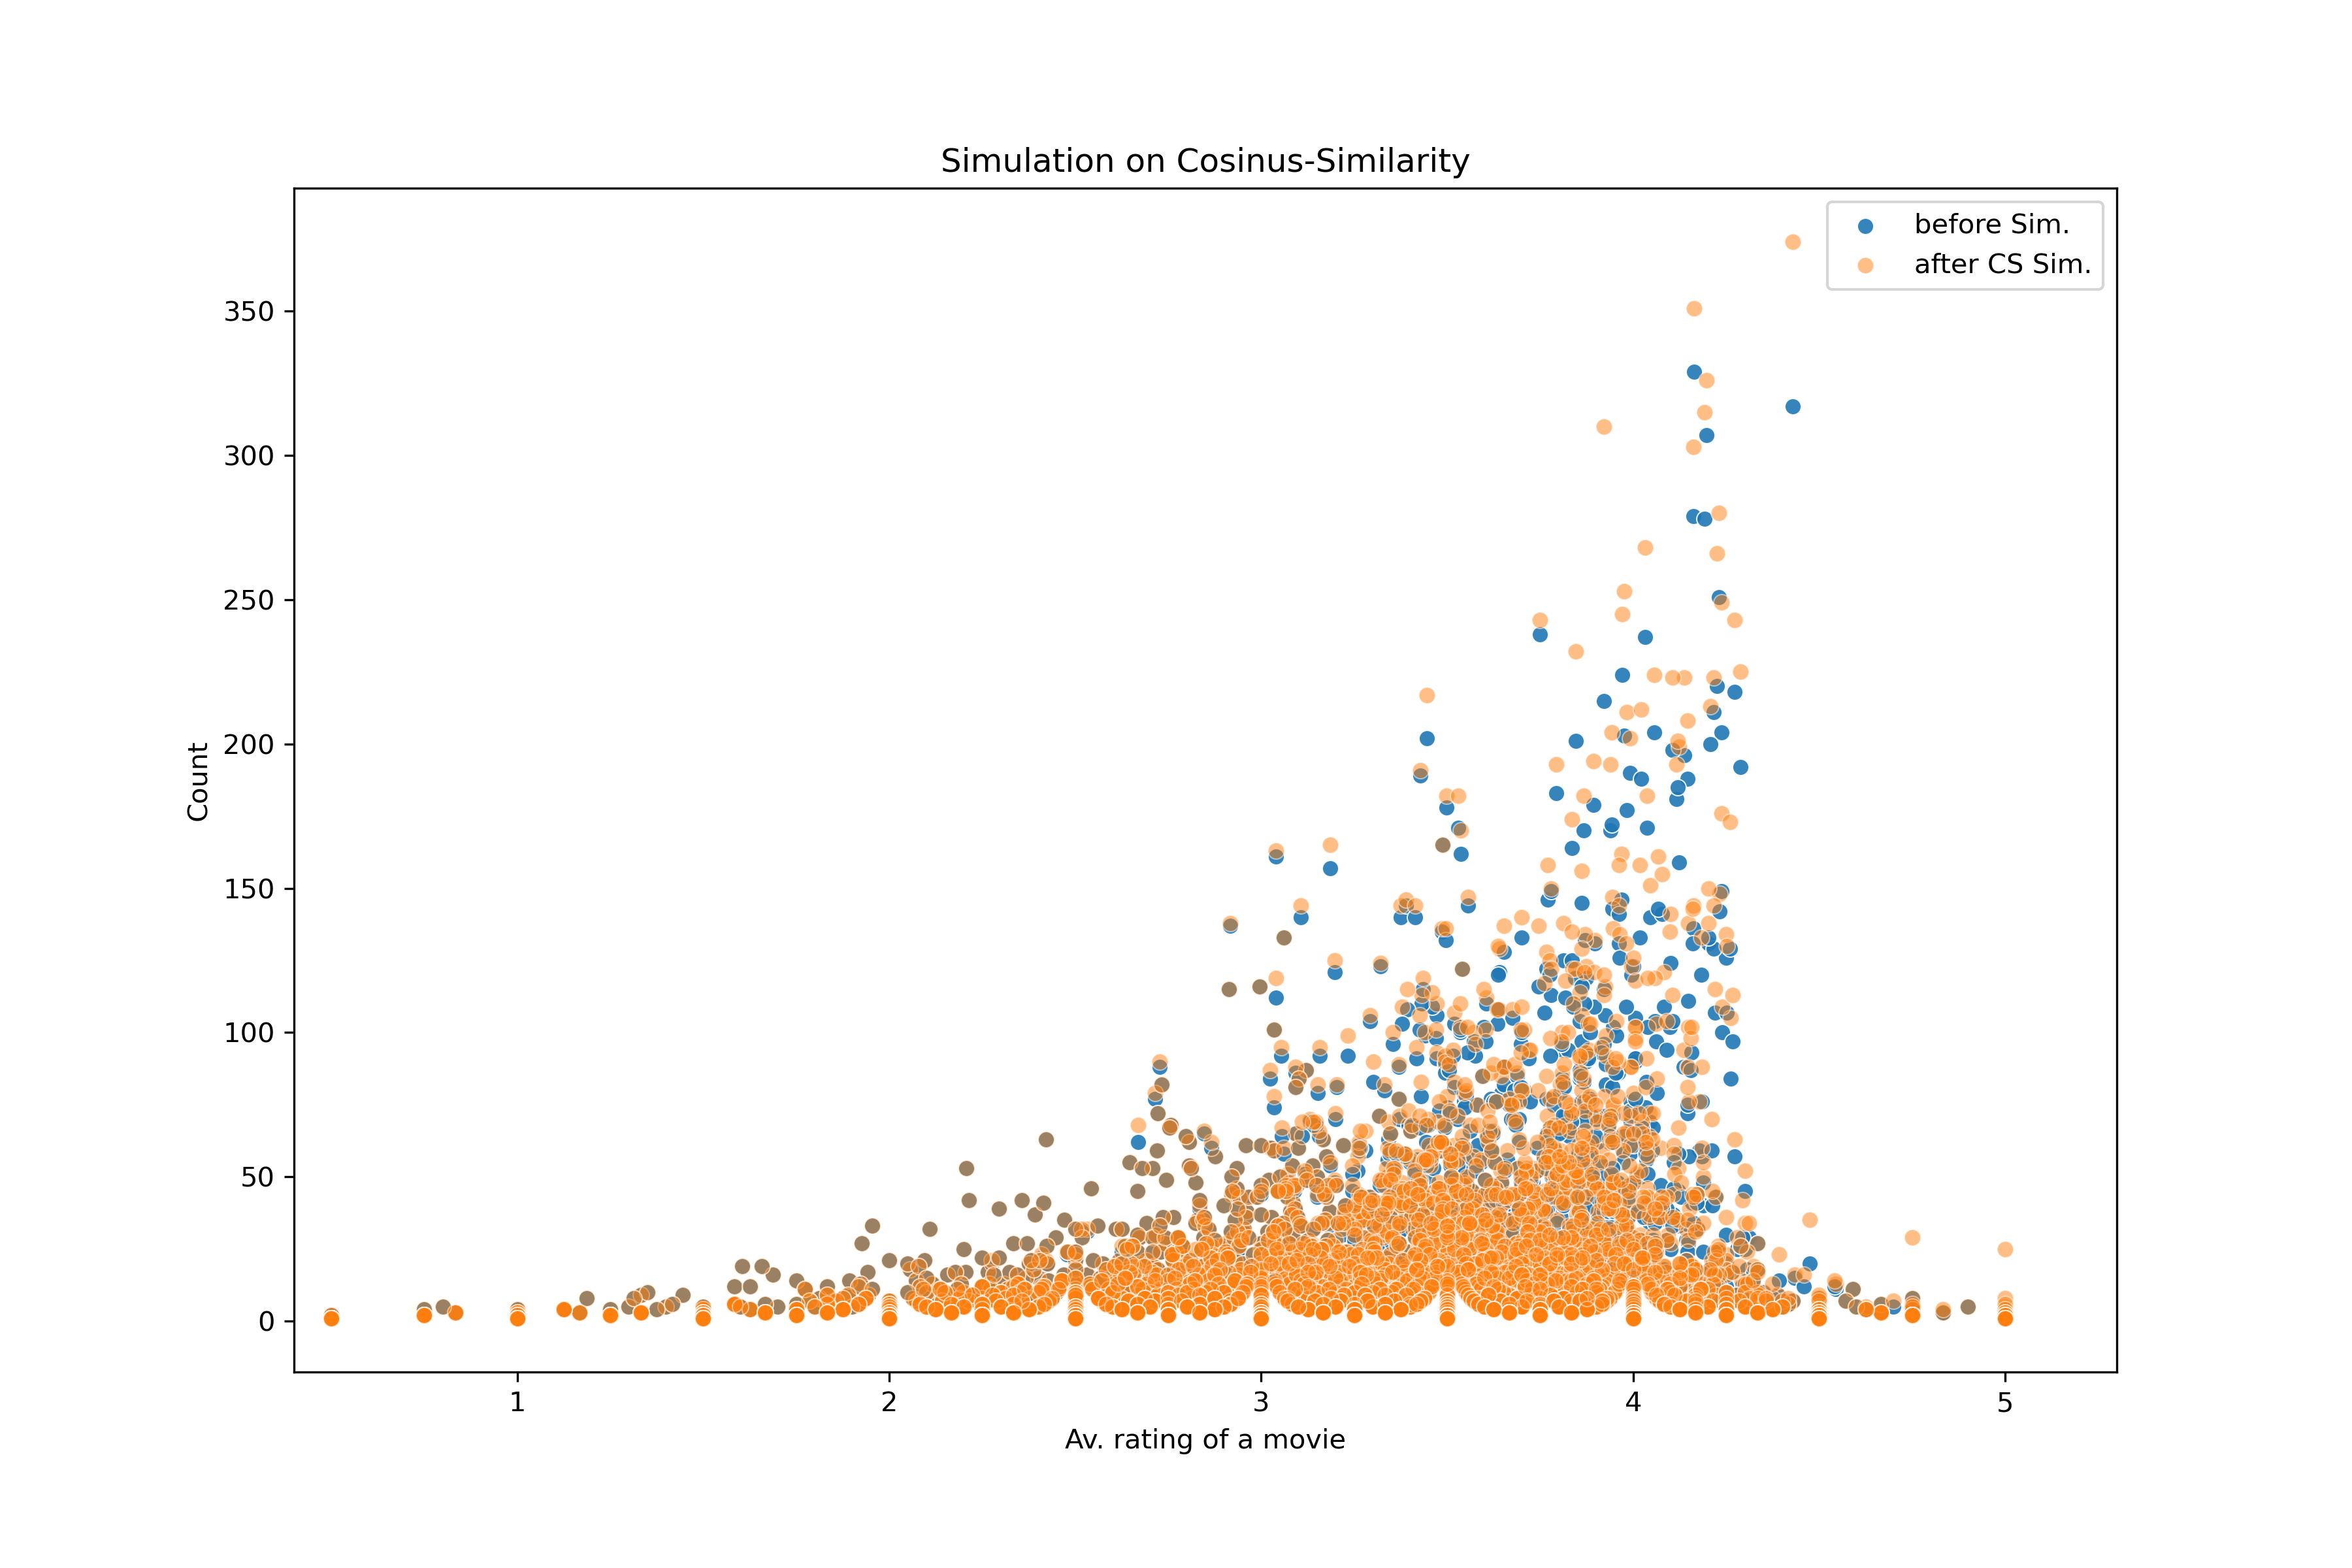 Simulation on Cosinus-Similarity
before Sim.
after CS Sim.
350
300
250
200
150
100
50
0
Count
1 2 3 4 5
Av. rating of a movie